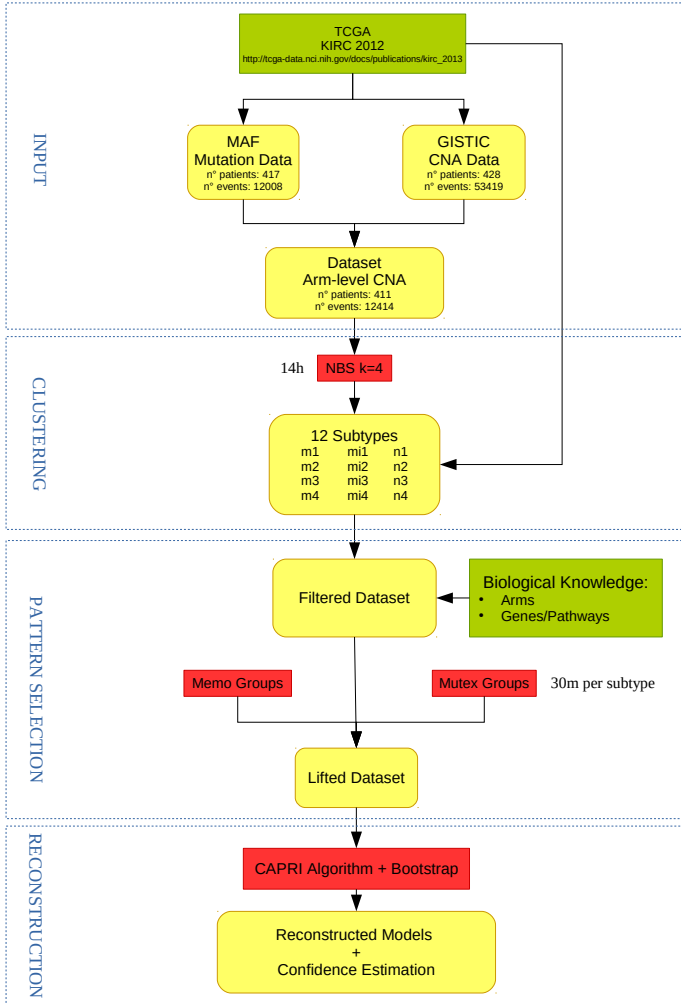 TCGA
KIRC 2012
http://tcga-data.nci.nih.gov/docs/publications/kirc_2013
INPUT
MAF
Mutation Data
n° patients: 417
n° events: 12008
GISTIC
CNA Data
n° patients: 428
n° events: 53419
Dataset
Arm-level CNA
n° patients: 411
n° events: 12414
CLUSTERING
14h
NBS k=4
12 Subtypes
m1 mi1 n1
m2 mi2 n2
m3 mi3 n3
m4 mi4 n4
PATTERN SELECTION
Filtered Dataset
Biological Knowledge:
• Arms
• Genes/Pathways
Memo Groups
Mutex Groups
30m per subtype
Lifted Dataset
RECONSTRUCTION
CAPRI Algorithm + Bootstrap
Reconstructed Models
+
Confidence Estimation